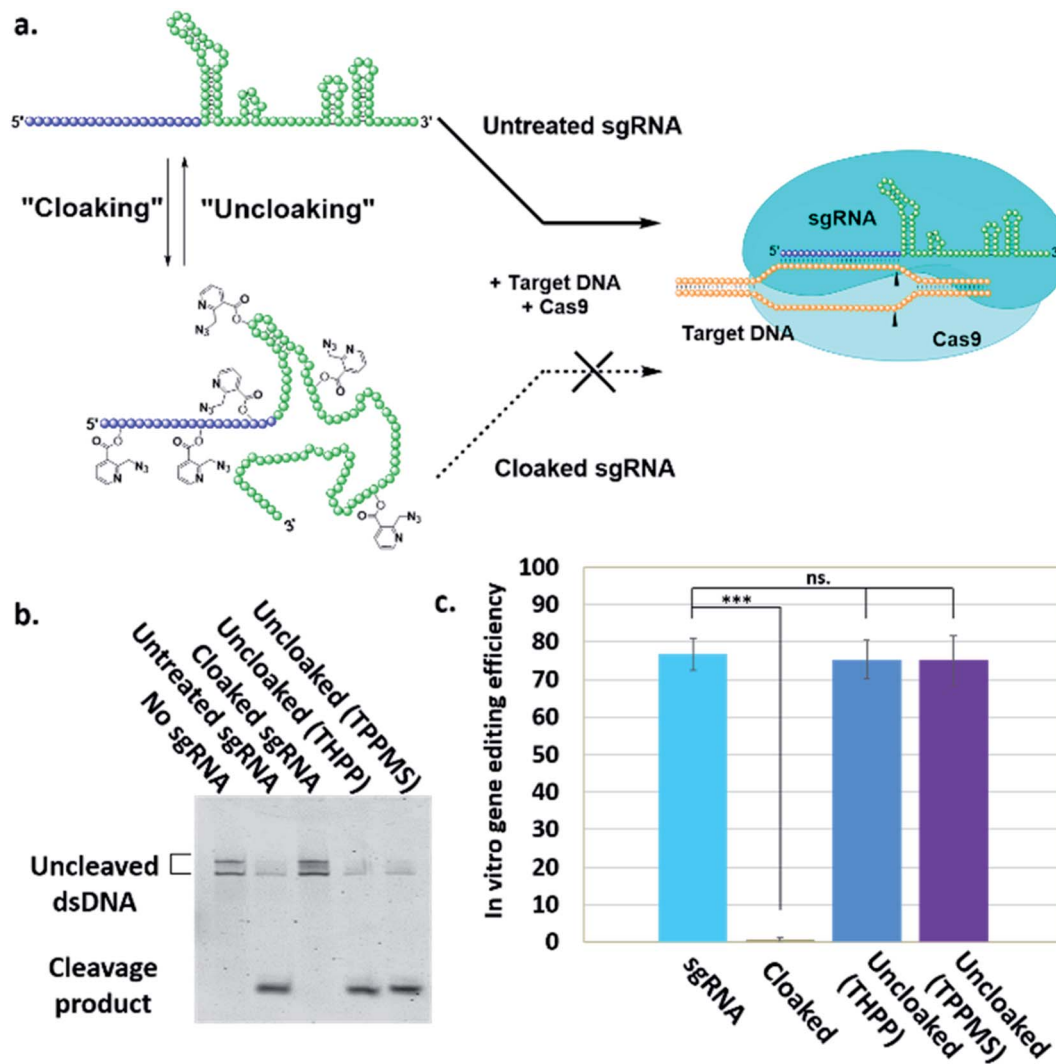 a.
5'
3'
Untreated sgRNA
"Cloaking"
"Uncloaking"
sgRNA
5'
3'
+ Target DNA
+ Cas9
Target DNA
Cas9
N
O
O
N3
N
N3
O
O
N
O
N3
O
5'
O
O
N3
N
O
O
N3
N
3'
Cloaked sgRNA
O
O
N3
N
b.
No sgRNA
Untreated sgRNA
Cloaked sgRNA
Uncloaked (THPP)
Uncloaked (TPPMS)
Uncleaved
dsDNA
Cleavage
product
c.
In vitro gene editing efficiency
100
90
80
70
60
50
40
30
20
10
0
ns.
***
sgRNA
Cloaked
Uncloaked
(THPP)
Uncloaked
(TPPMS)